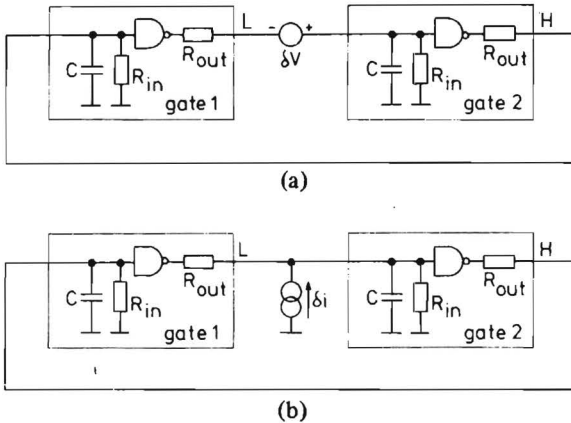 L - + H
δV
C R_in R_out C R_in R_out
gate 1 gate 2
(a)
L H
C R_in R_out δi C R_in R_out
gate 1 gate 2
(b)